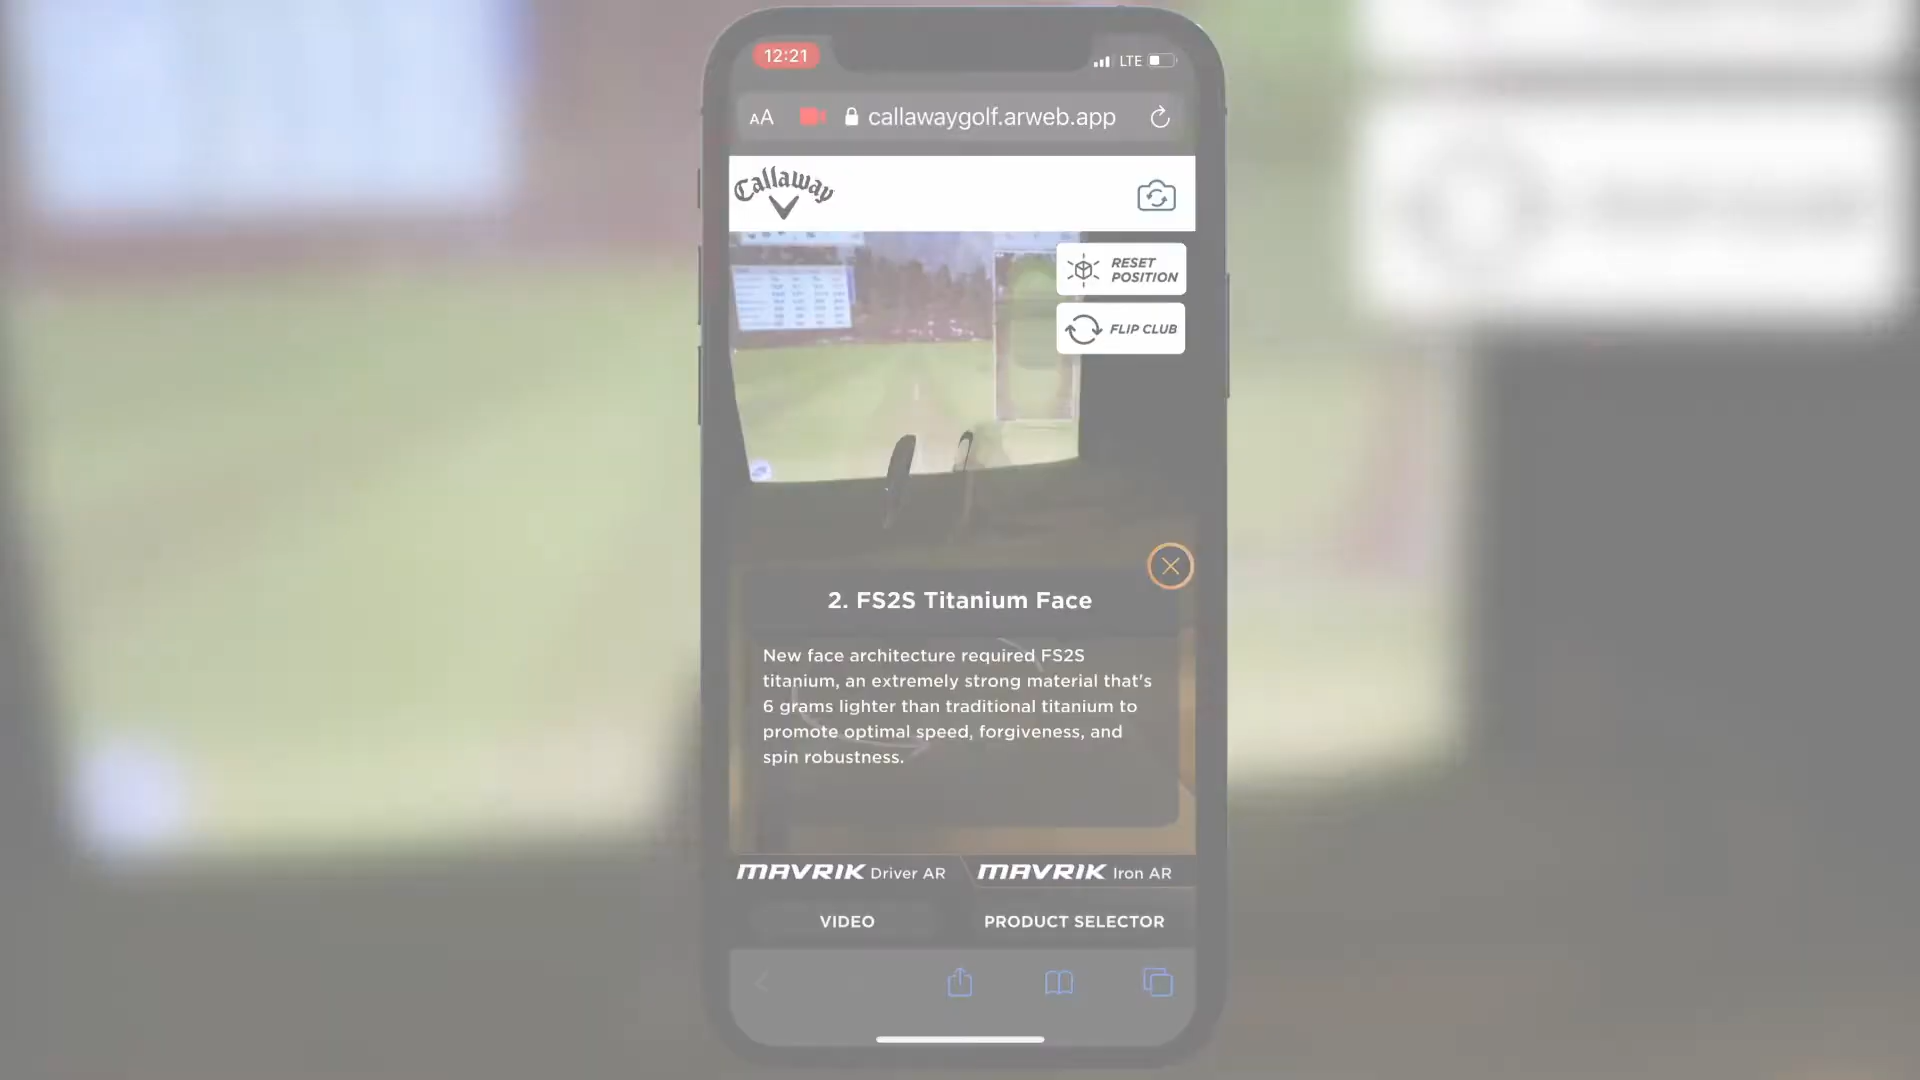 12:21
LTE
AA
callawaygolf.arweb.app
Callaway
RESET
POSITION
FLIP CLUB
2. FS2S Titanium Face
New face architecture required FS2S
titanium, an extremely strong material that's
6 grams lighter than traditional titanium to
promote optimal speed, forgiveness, and
spin robustness.
MAVRIK Driver AR
MAVRIK Iron AR
VIDEO
PRODUCT SELECTOR